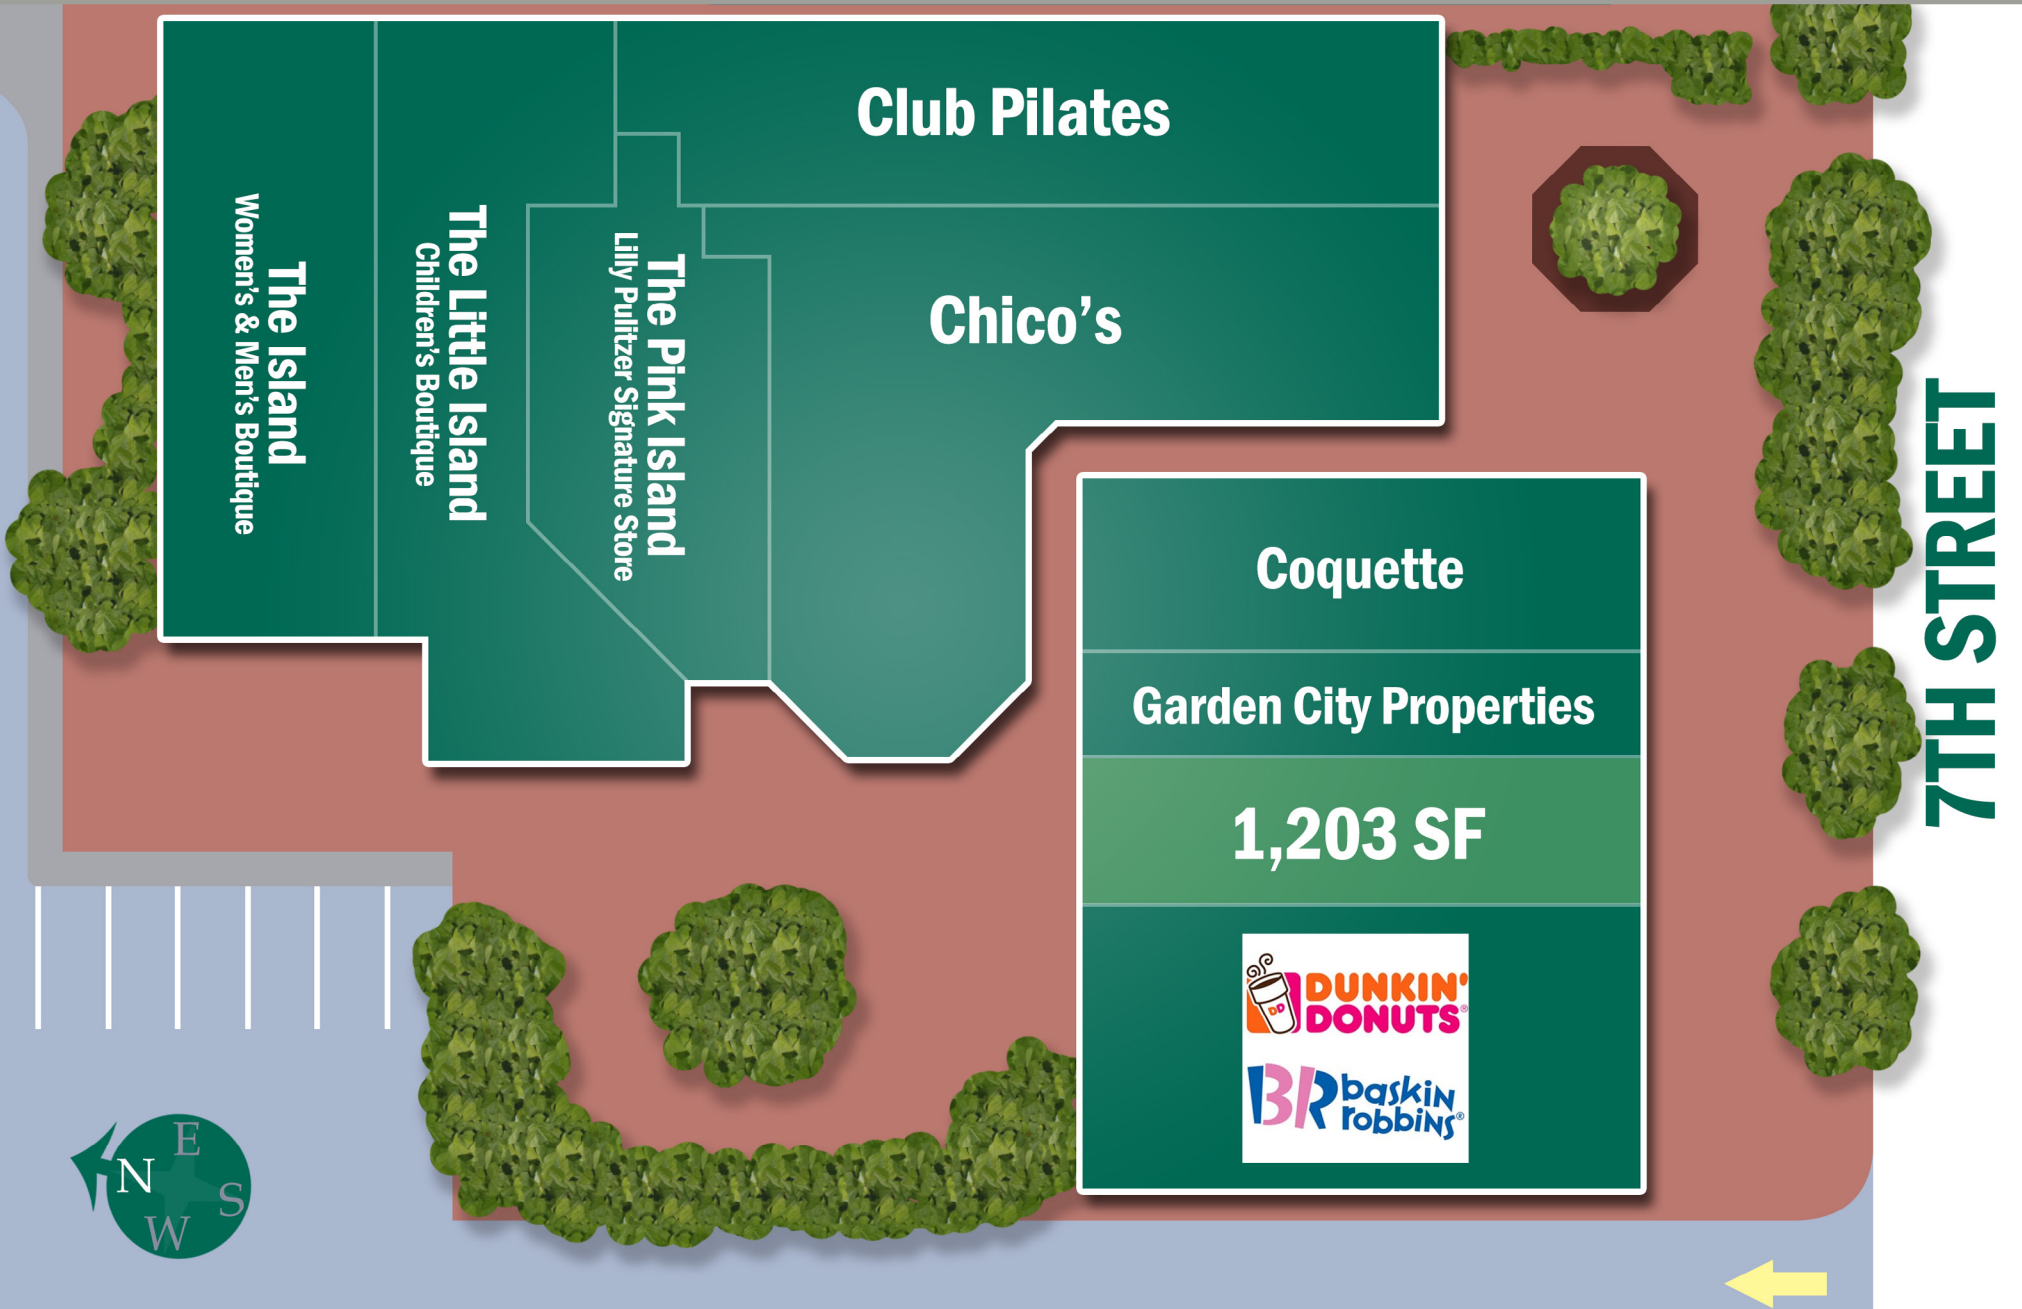 Club Pilates
The Island
Women's & Men's Boutique
The Little Island
Children's Boutique
The Pink Island
Lilly Pulitzer Signature Store
Chico's
Coquette
Garden City Properties
1,203 SF
DD
DUNKIN'
DONUTS®
BR baskin
robbins®
7TH STREET
E
N
S
W